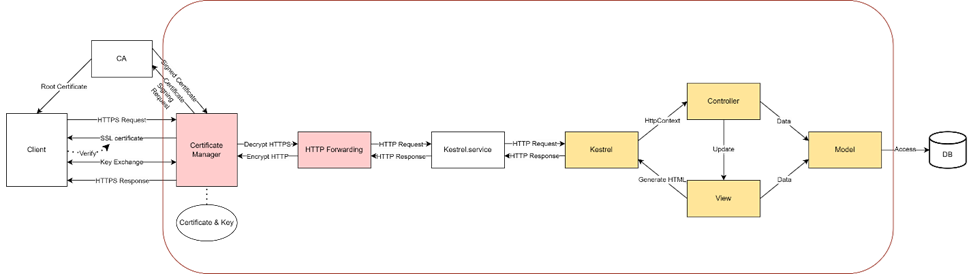 CA
Root Certificate
Signed Certificate
Certificate
Signing
Request
Client
HTTPS Request
SSL certificate
"Verify"
Key Exchange
HTTPS Response
Certificate
Manager
Certificate & Key
Decrypt HTTPS
Encrypt HTTP
HTTP Forwarding
HTTP Request
HTTP Response
Kestrel.service
HTTP Request
HTTP Response
Kestrel
HttpContext
Generate HTML
Controller
Update
View
Data
Data
Model
Access
DB